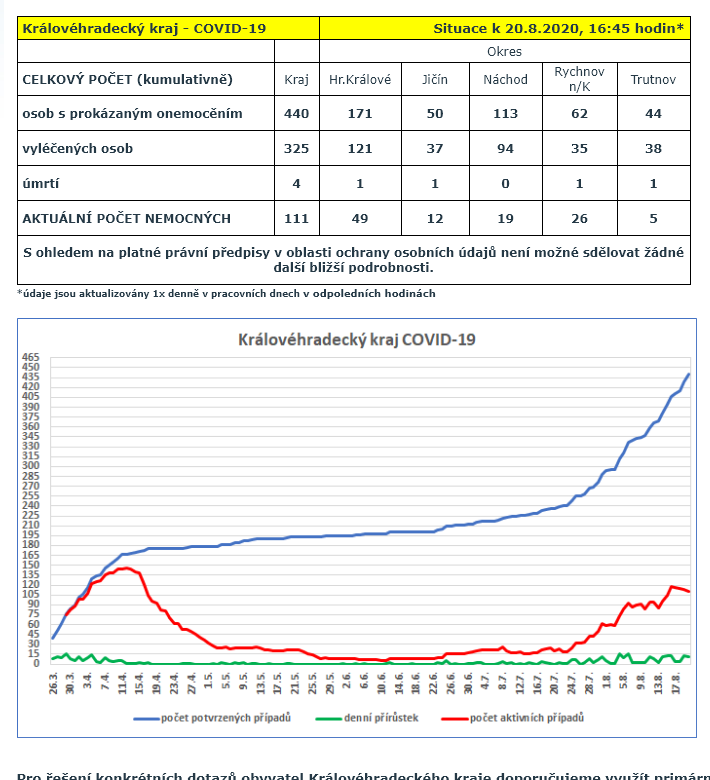 Královéhradecký kraj - COVID-19 Situace k 20.8.2020, 16:45 hodin*
Okres
CELKOVÝ POČET (kumulativně) Kraj Hr.Králové Jičín Náchod Rychnov n/K Trutnov
osob s prokázaným onemocěním 440 171 50 113 62 44
vyléčených osob 325 121 37 94 35 38
úmrtí 4 1 1 0 1 1
AKTUÁLNÍ POČET NEMOCNÝCH 111 49 12 19 26 5
S ohledem na platné právní předpisy v oblasti ochrany osobních údajů není možné sdělovat žádné
další bližší podrobnosti.
*údaje jsou aktualizovány 1x denně v pracovních dnech v odpoledních hodinách
Královéhradecký kraj COVID-19
465
450
435
420
405
390
375
360
345
330
315
300
285
270
255
240
225
210
195
180
165
150
135
120
105
90
75
60
45
30
15
0
26.3. 30.3. 3.4. 7.4. 11.4. 15.4. 19.4. 23.4. 27.4. 1.5. 5.5. 9.5. 13.5. 17.5. 21.5. 25.5. 29.5. 2.6. 6.6. 10.6. 14.6. 18.6. 22.6. 26.6. 30.6. 4.7. 8.7. 12.7. 16.7. 20.7. 24.7. 28.7. 1.8. 5.8. 9.8. 13.8. 17.8.
počet potvrzených případů denní přírůstek počet aktivních případů
Pro řešení konkrétních dotazů obyvatel Královéhradeckého kraje doporučujeme využít primárn